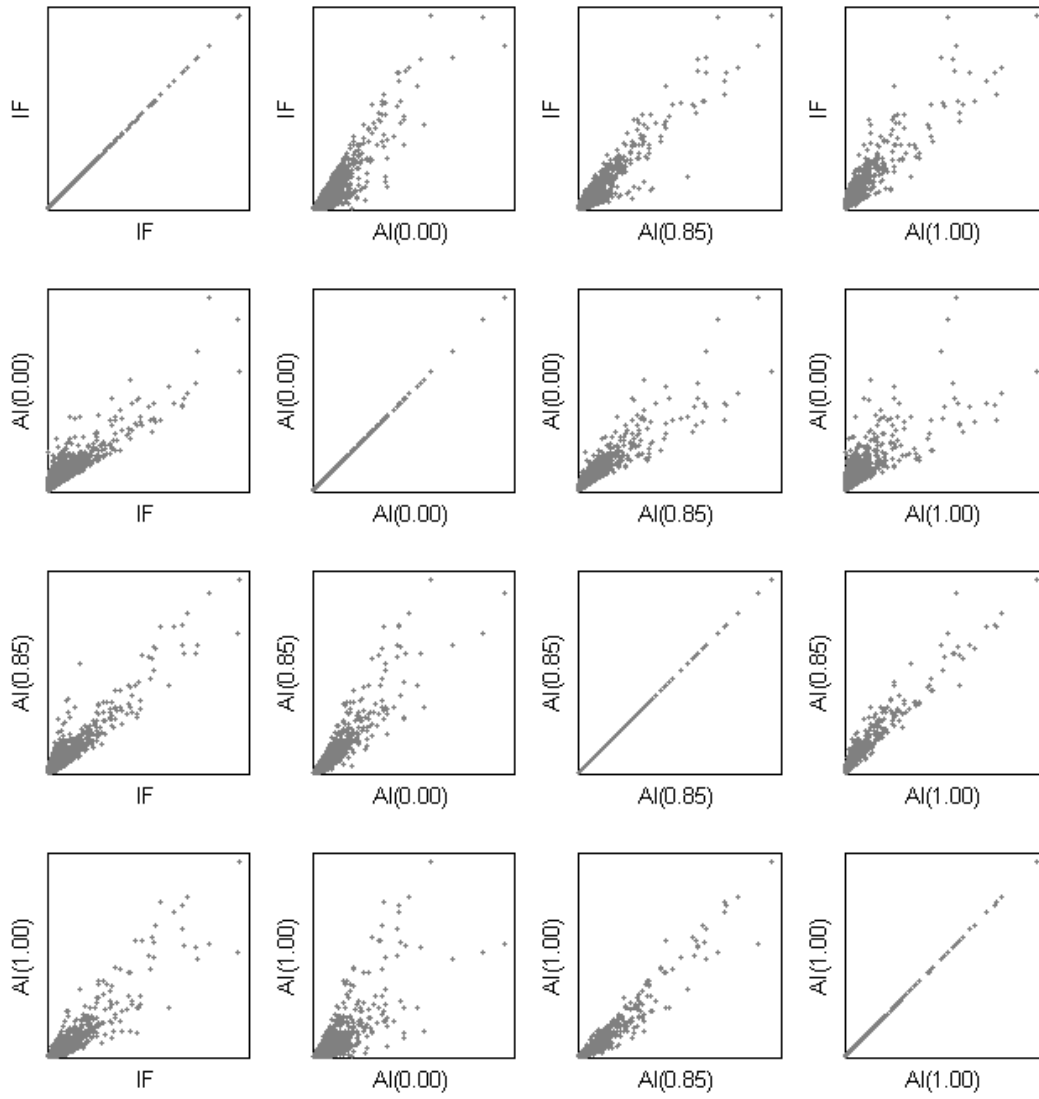 IF IF IF IF
IF AI(0.00) AI(0.85) AI(1.00)
AI(0.00) AI(0.00) AI(0.00) AI(0.00)
IF AI(0.00) AI(0.85) AI(1.00)
AI(0.85) AI(0.85) AI(0.85) AI(0.85)
IF AI(0.00) AI(0.85) AI(1.00)
AI(1.00) AI(1.00) AI(1.00) AI(1.00)
IF AI(0.00) AI(0.85) AI(1.00)